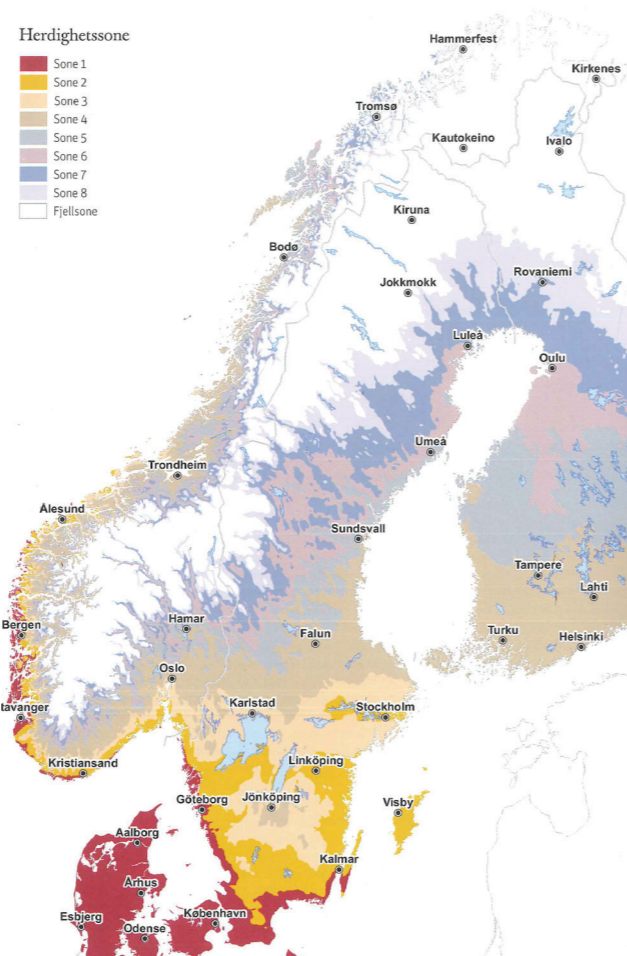 Herdighetssone
Sone 1
Sone 2
Sone 3
Sone 4
Sone 5
Sone 6
Sone 7
Sone 8
Fjellsone
Hammerfest
Kirkenes
Tromsø
Kautokeino
Ivalo
Kiruna
Bodø
Rovaniemi
Jokkmokk
Luleå
Oulu
Umeå
Trondheim
Ålesund
Sundsvall
Tampere
Lahti
Bergen
Hamar
Falun
Turku
Helsinki
Oslo
tavanger
Karlstad
Stockholm
Kristiansand
Linköping
Göteborg
Jönköping
Visby
Aalborg
Kalmar
Århus
Esbjerg
København
Odense